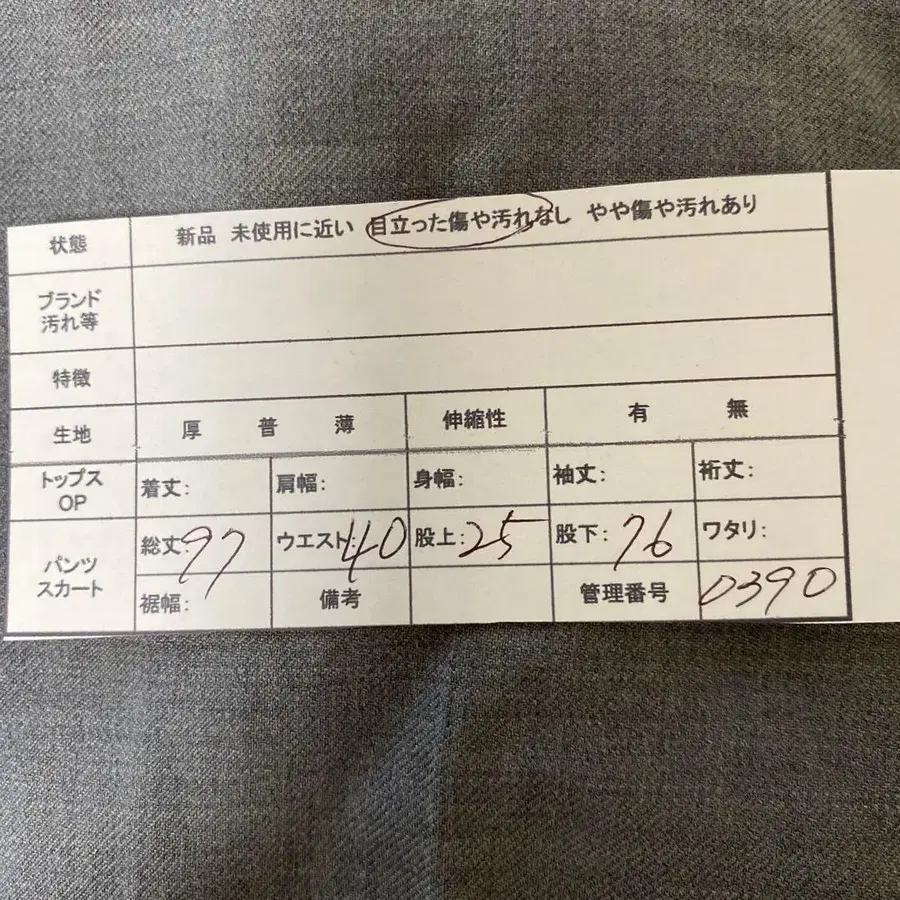 状態 新品 未使用に近い 目立った傷や汚れなし やや傷や汚れあり
ブランド
汚れ等
特徴
生地 厚 普 薄 伸縮性 有 無
トップス
OP
着丈: 肩幅: 身幅: 袖丈: 裄丈:
パンツ
スカート
総丈:97 ウエスト:40 股上:25 股下:76 ワタリ:
裾幅: 備考 管理番号 0390